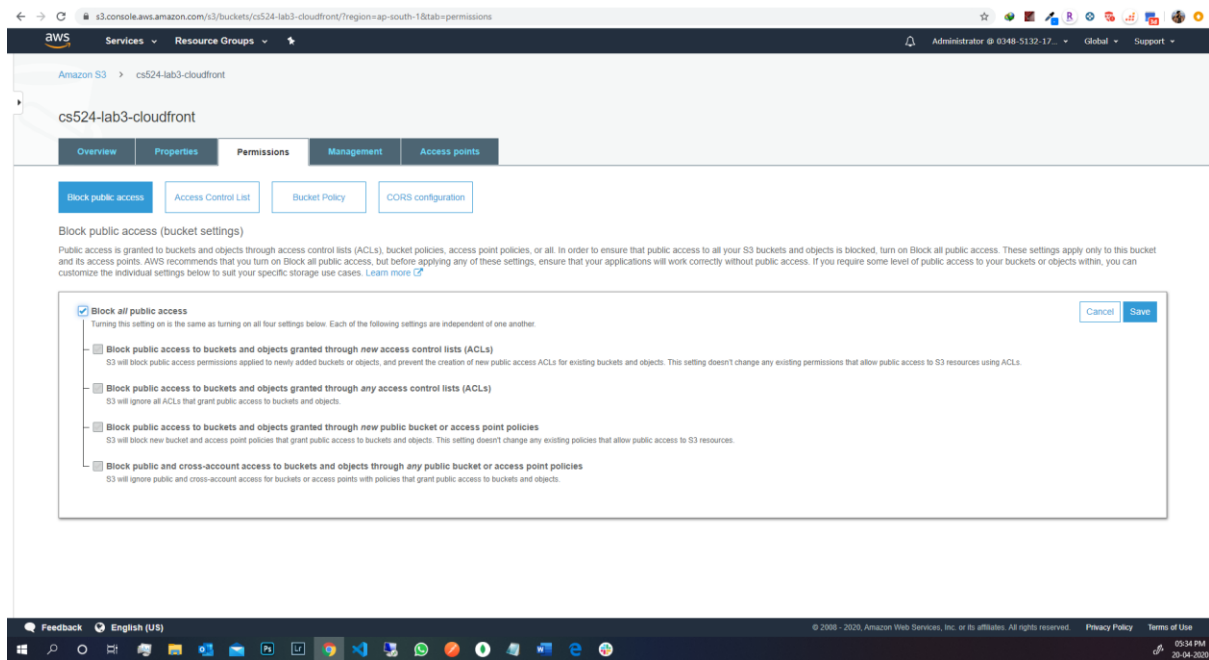 s3.console.aws.amazon.com/s3/buckets/cs524-lab3-cloudfront/?region=ap-south-1&tab=permissions
aws Services Resource Groups Administrator @ 0348-5132-17... Global Support
Amazon S3 > cs524-lab3-cloudfront
cs524-lab3-cloudfront
Overview Properties Permissions Management Access points
Block public access Access Control List Bucket Policy CORS configuration
Block public access (bucket settings)
Public access is granted to buckets and objects through access control lists (ACLs), bucket policies, access point policies, or all. In order to ensure that public access to all your S3 buckets and objects is blocked, turn on Block all public access. These settings apply only to this bucket
and its access points. AWS recommends that you turn on Block all public access, but before applying any of these settings, ensure that your applications will work correctly without public access. If you require some level of public access to your buckets or objects within, you can
customize the individual settings below to suit your specific storage use cases. Learn more
Block all public access Cancel Save
Turning this setting on is the same as turning on all four settings below. Each of the following settings are independent of one another.
Block public access to buckets and objects granted through new access control lists (ACLs)
S3 will block public access permissions applied to newly added buckets or objects, and prevent the creation of new public access ACLs for existing buckets and objects. This setting doesn't change any existing permissions that allow public access to S3 resources using ACLs.
Block public access to buckets and objects granted through any access control lists (ACLs)
S3 will ignore all ACLs that grant public access to buckets and objects.
Block public access to buckets and objects granted through new public bucket or access point policies
S3 will block new bucket and access point policies that grant public access to buckets and objects. This setting doesn't change any existing policies that allow public access to S3 resources.
Block public and cross-account access to buckets and objects through any public bucket or access point policies
S3 will ignore public and cross-account access for buckets or access points with policies that grant public access to buckets and objects.
Feedback English (US) © 2008 - 2020, Amazon Web Services, Inc. or its affiliates. All rights reserved. Privacy Policy Terms of Use
Ps Lr 05:34 PM
20-04-2020